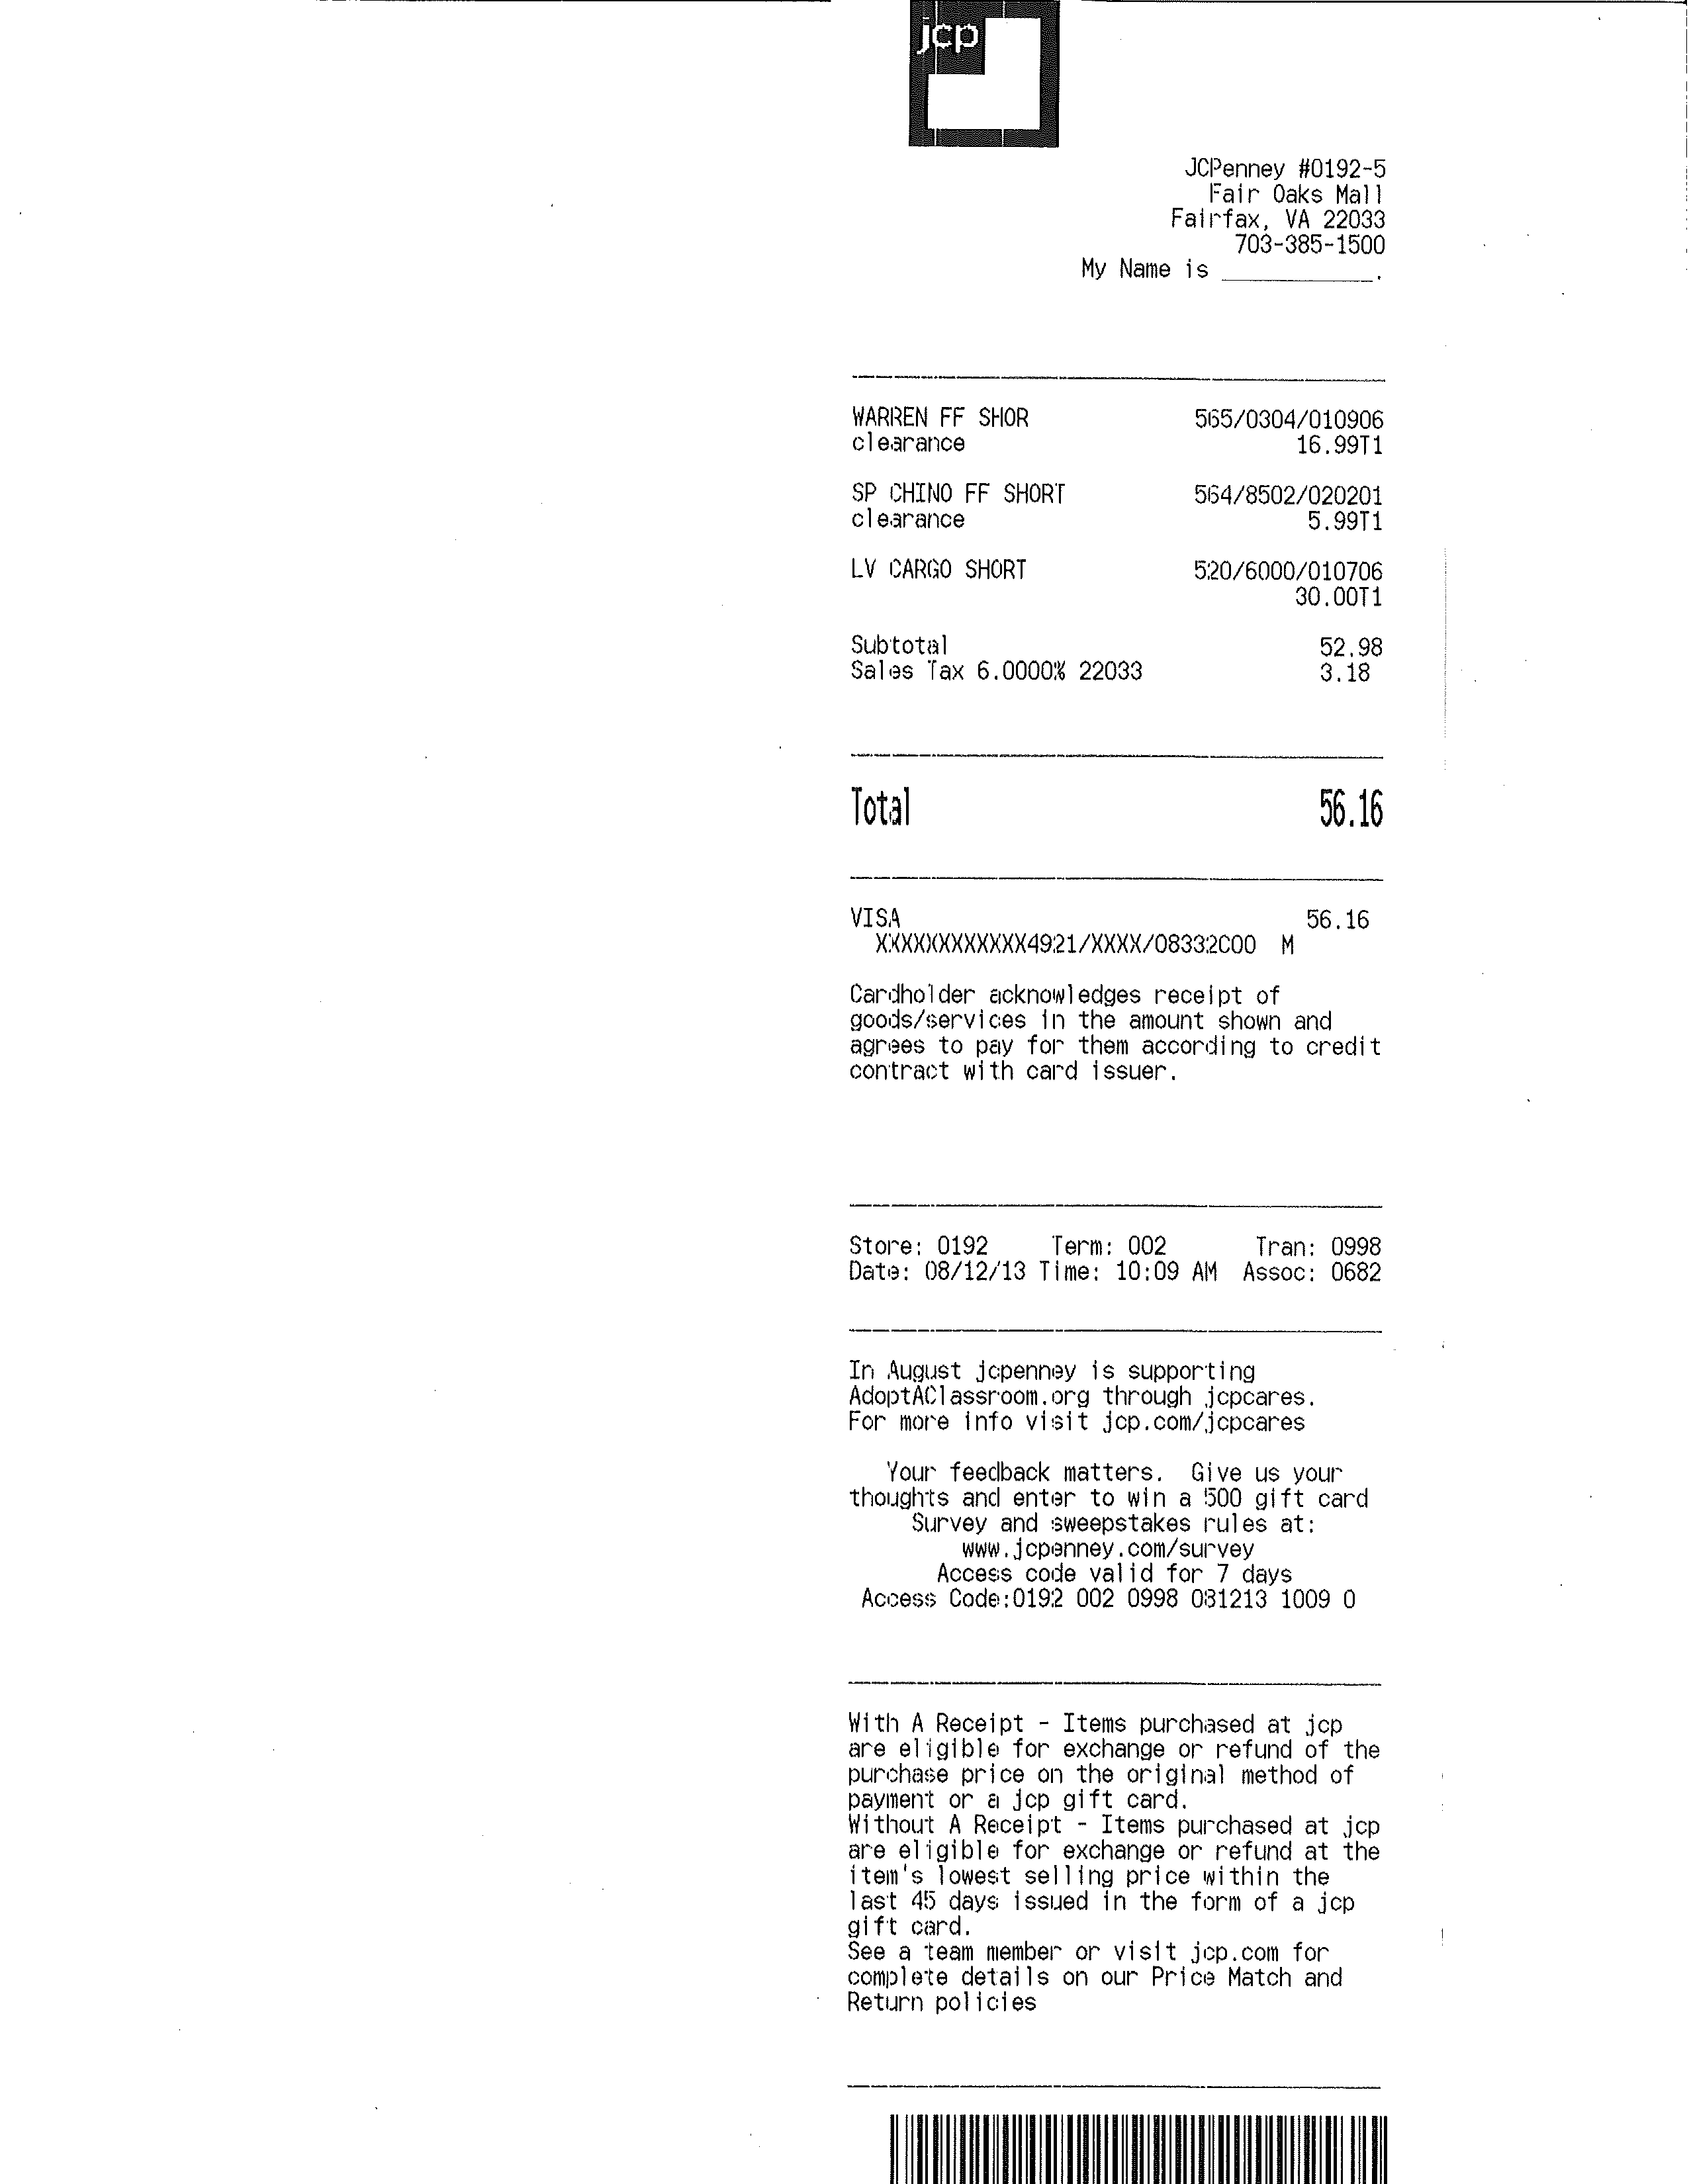 jcp
JCPenney #0192-5
Fair Oaks Mall
Fairfax, VA 22033
703-385-1500
My Name is ____________.
WARREN FF SHOR 565/0304/010906
clearance 16.99T1
SP CHINO FF SHORT 564/8502/020201
clearance 5.99T1
LV CARGO SHORT 520/6000/010706
30.00T1
Subtotal 52.98
Sales Tax 6.0000% 22033 3.18
Total 56.16
VISA 56.16
XXXXXXXXXXXX4921/XXXX/08332C00 M
Cardholder acknowledges receipt of
goods/services in the amount shown and
agrees to pay for them according to credit
contract with card issuer.
Store: 0192 Term: 002 Tran: 0998
Date: 08/12/13 Time: 10:09 AM Assoc: 0682
In August jcpenney is supporting
AdoptAClassroom.org through jcpcares.
For more info visit jcp.com/jcpcares
Your feedback matters. Give us your
thoughts and enter to win a 500 gift card
Survey and sweepstakes rules at:
www.jcpenney.com/survey
Access code valid for 7 days
Access Code:0192 002 0998 081213 1009 0
With A Receipt - Items purchased at jcp
are eligible for exchange or refund of the
purchase price on the original method of
payment or a jcp gift card.
Without A Receipt - Items purchased at jcp
are eligible for exchange or refund at the
item's lowest selling price within the
last 45 days issued in the form of a jcp
gift card.
See a team member or visit jcp.com for
complete details on our Price Match and
Return policies